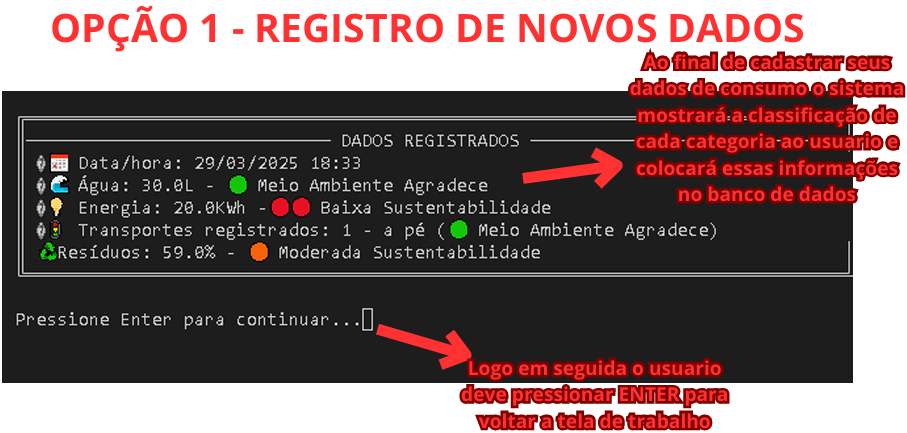 OPÇÃO 1 - REGISTRO DE NOVOS DADOS
Ao final de cadastrar seus
dados de consumo o sistema
mostrará a classificação de
cada categoria ao usuario e
colocará essas informações
no banco de dados
DADOS REGISTRADOS
Data/hora: 29/03/2025 18:33
Água: 30.0L - Meio Ambiente Agradece
Energia: 20.0KWh - Baixa Sustentabilidade
Transportes registrados: 1 - a pé ( Meio Ambiente Agradece)
Resíduos: 59.0% - Moderada Sustentabilidade
Pressione Enter para continuar...
Logo em seguida o usuario
deve pressionar ENTER para
voltar a tela de trabalho